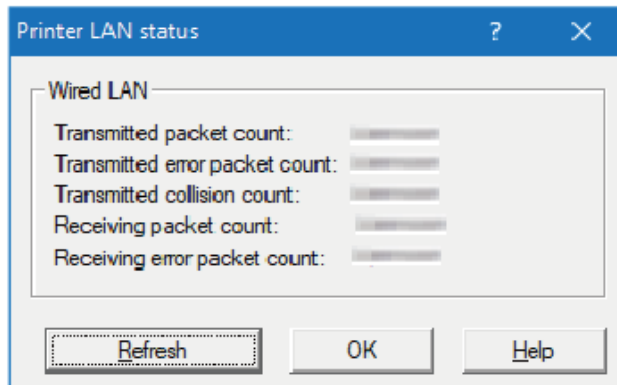 Printer LAN status ?
Wired LAN
Transmitted packet count:
Transmitted error packet count:
Transmitted collision count:
Receiving packet count:
Receiving error packet count:
Refresh OK Help